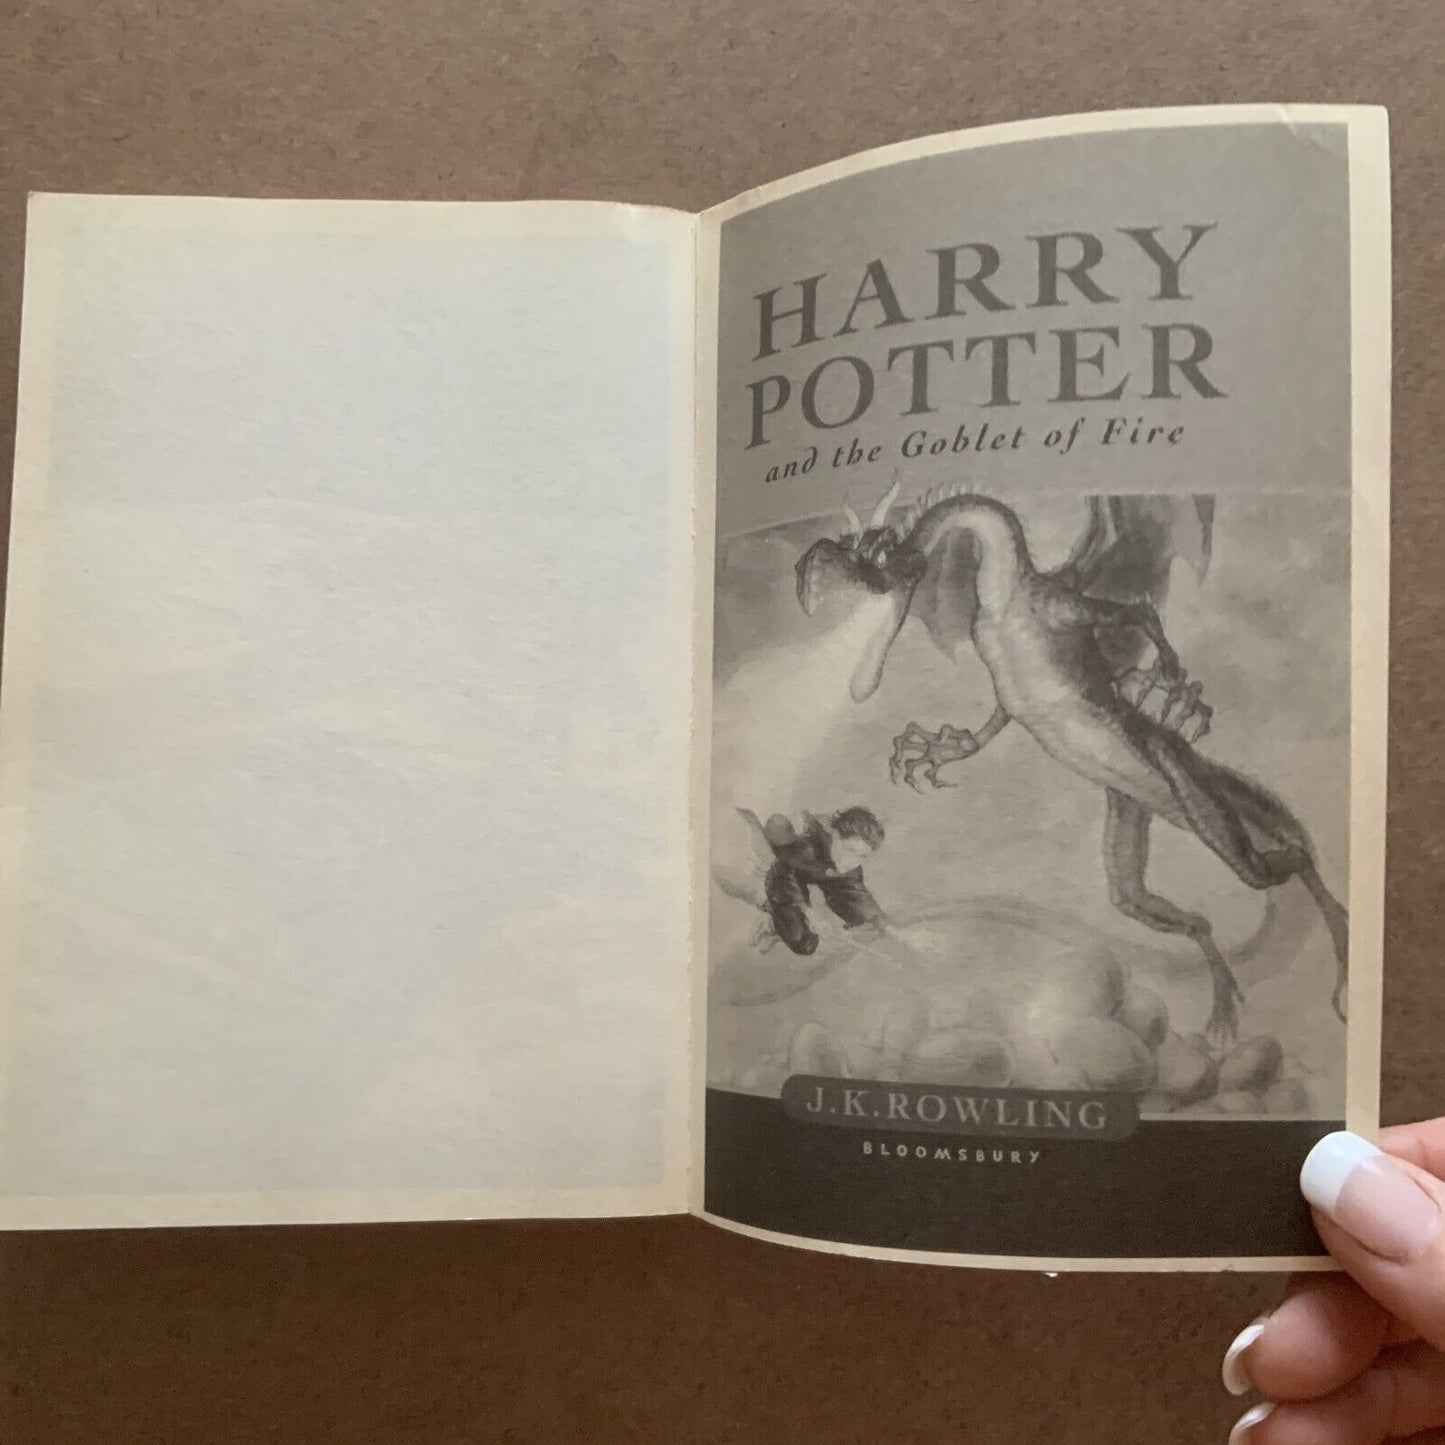 HARRY
POTTER
and the Goblet of Fire
J.K.ROWLING
BLOOMSBURY